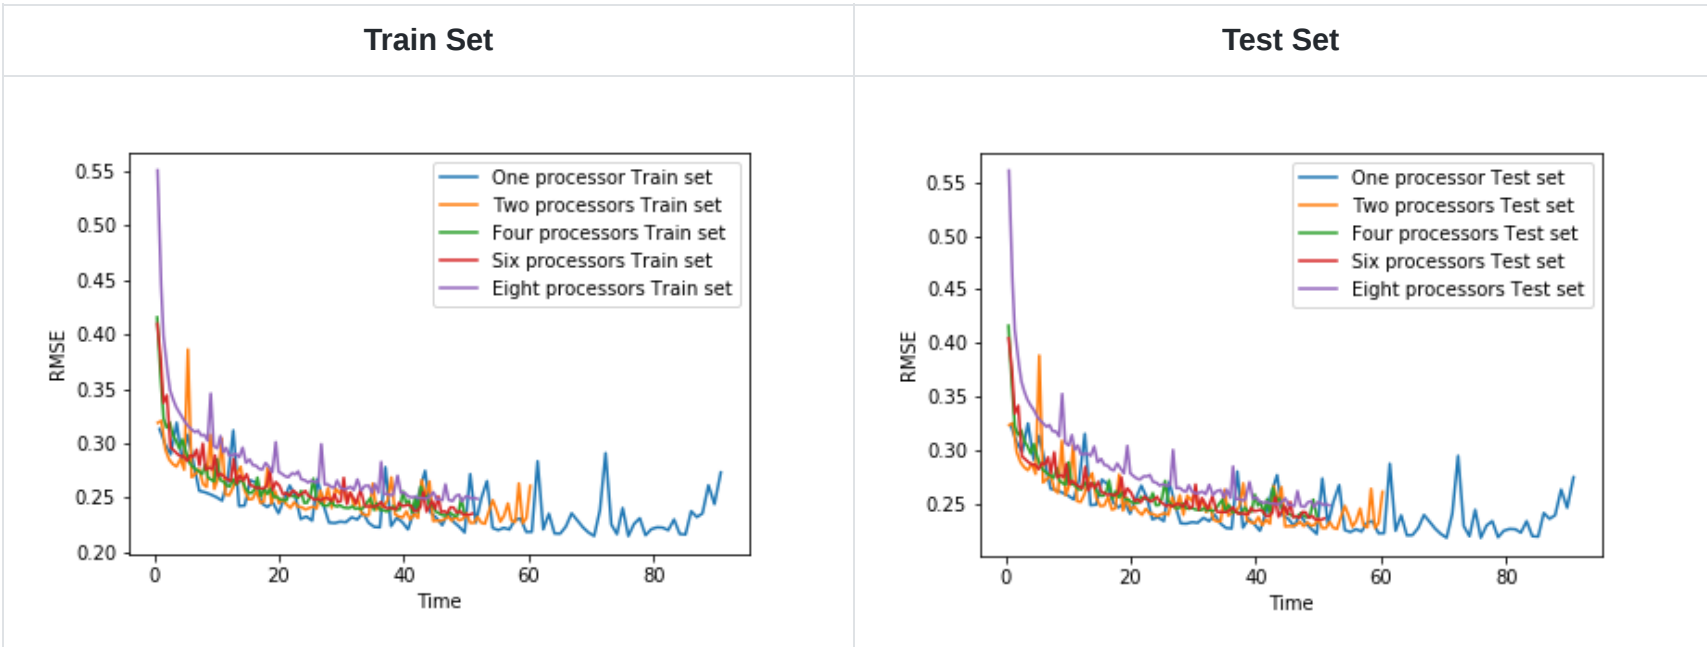 Train Set
Test Set
0.55
0.50
0.45
0.40
0.35
0.30
0.25
0.20
RMSE
0
20
40
60
80
Time
One processor Train set
Two processors Train set
Four processors Train set
Six processors Train set
Eight processors Train set
0.55
0.50
0.45
0.40
0.35
0.30
0.25
RMSE
0
20
40
60
80
Time
One processor Test set
Two processors Test set
Four processors Test set
Six processors Test set
Eight processors Test set